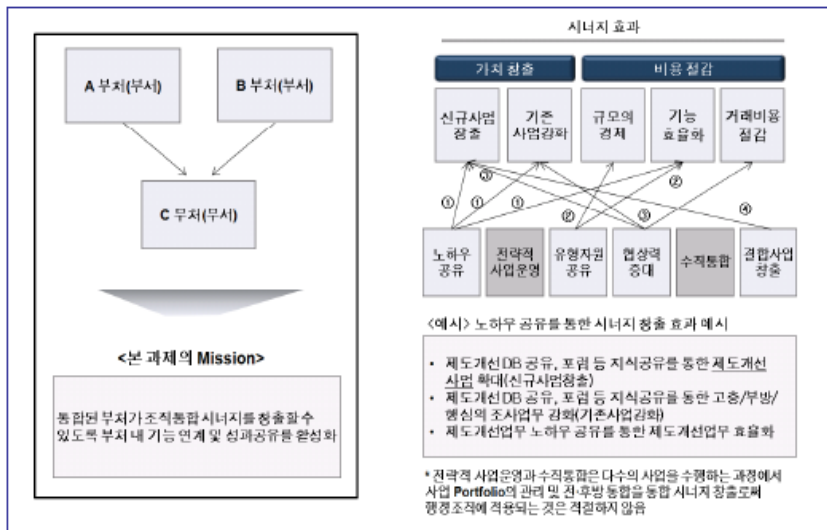 A 부처(부서)
B 부처(부서)
C 부처(부서)
<본 과제의 Mission>
통합된 부처가 조직통합 시너지를 창출할 수
있도록 부처 내 기능 연계 및 성과공유를 활성화
시너지 효과
가치 창출
비용 절감
신규사업
창출
기존
사업강화
규모의
경제
기능
효율화
거래비용
절감
③
②
①
①
①
②
③
④
노하우
공유
전략적
사업운영
유형자원
공유
협상력
증대
수직통합
결합사업
창출
<예시> 노하우 공유를 통한 시너지 창출 효과 예시
• 제도개선 DB 공유, 포럼 등 지식공유를 통한 제도개선
사업 확대(신규사업창출)
• 제도개선 DB 공유, 포럼 등 지식공유를 통한 고충/부방/
행심의 조사업무 강화(기존사업강화)
• 제도개선업무 노하우 공유를 통한 제도개선업무 효율화
* 전략적 사업운영과 수직통합은 다수의 사업을 수행하는 과정에서
사업 Portfolio의 관리 및 전·후방 통합을 통합 시너지 창출로써
행정조직에 적용되는 것은 적절하지 않음